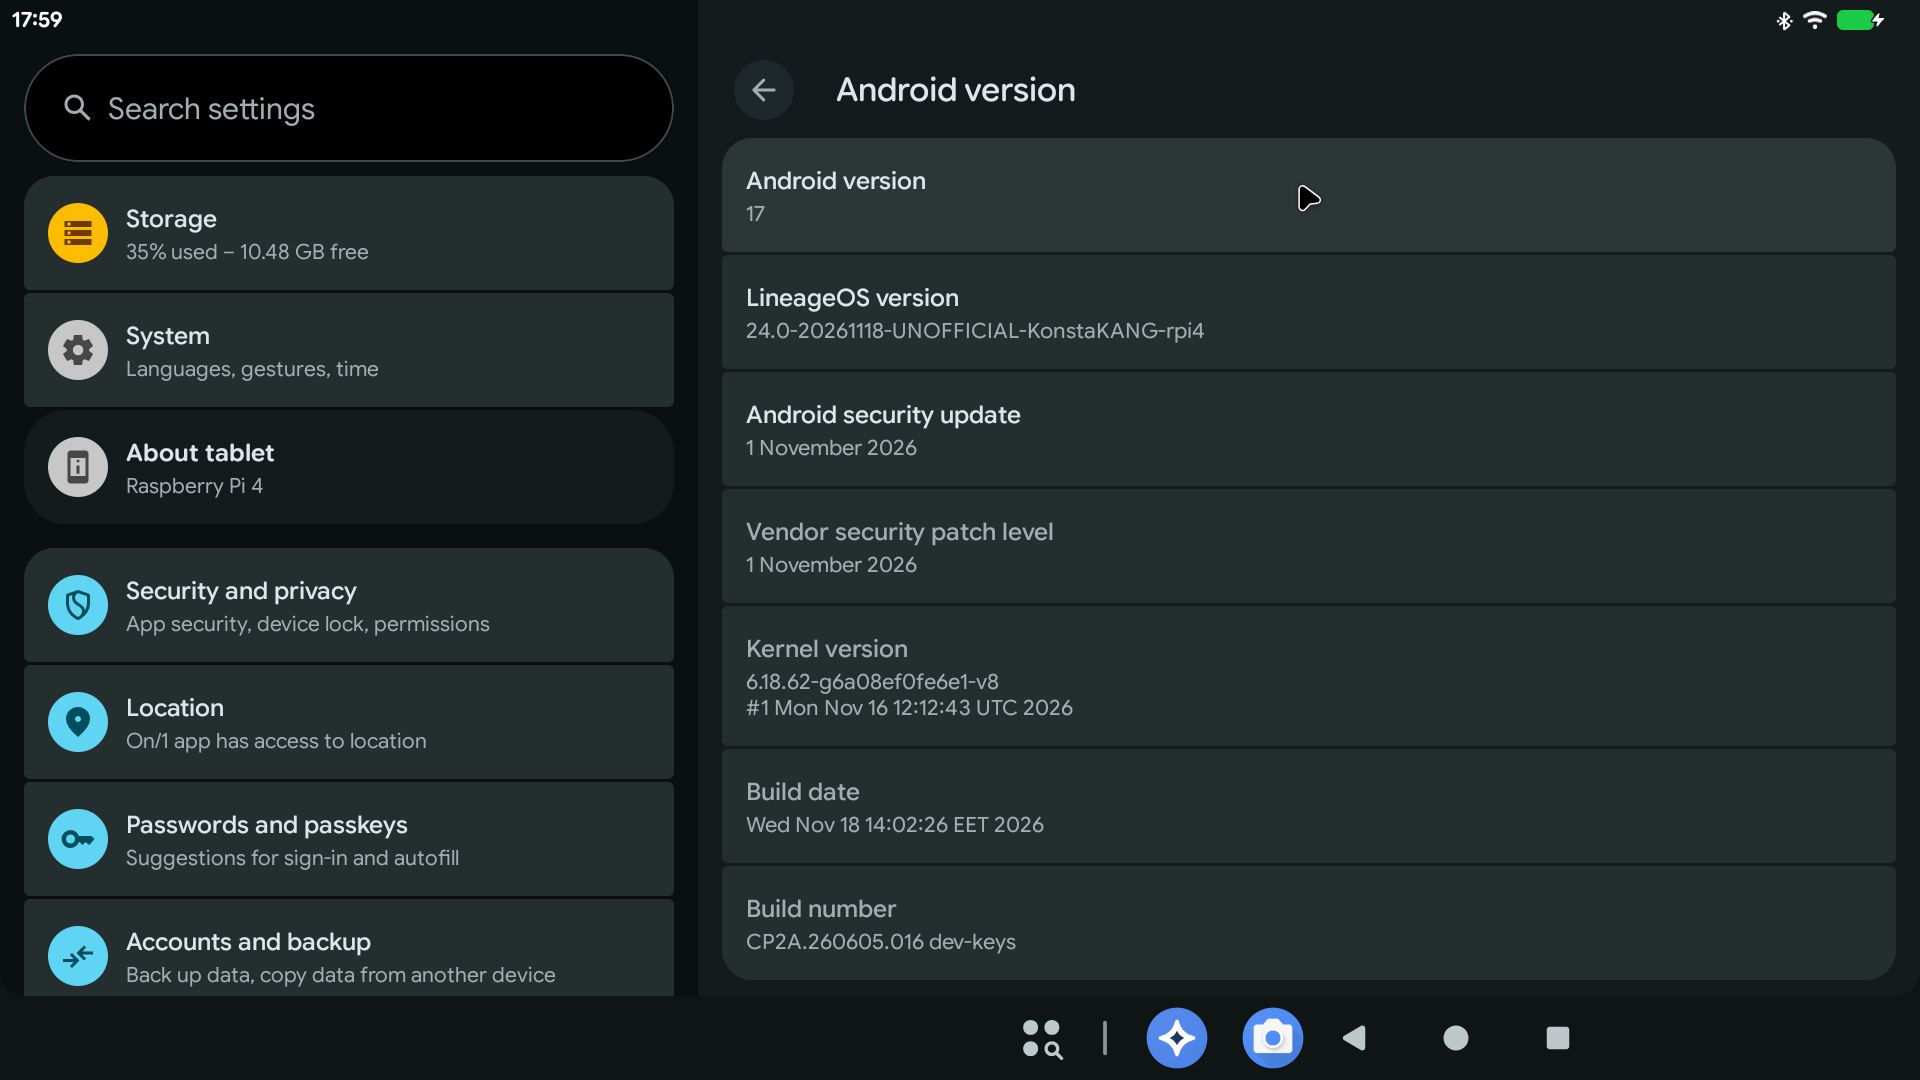 17:59
Search settings
Storage
35% used – 10.48 GB free
System
Languages, gestures, time
About tablet
Raspberry Pi 4
Security and privacy
App security, device lock, permissions
Location
On/1 app has access to location
Passwords and passkeys
Suggestions for sign-in and autofill
Accounts and backup
Back up data, copy data from another device
Android version
Android version
17
LineageOS version
24.0-20261118-UNOFFICIAL-KonstaKANG-rpi4
Android security update
1 November 2026
Vendor security patch level
1 November 2026
Kernel version
6.18.62-g6a08ef0fe6e1-v8
#1 Mon Nov 16 12:12:43 UTC 2026
Build date
Wed Nov 18 14:02:26 EET 2026
Build number
CP2A.260605.016 dev-keys